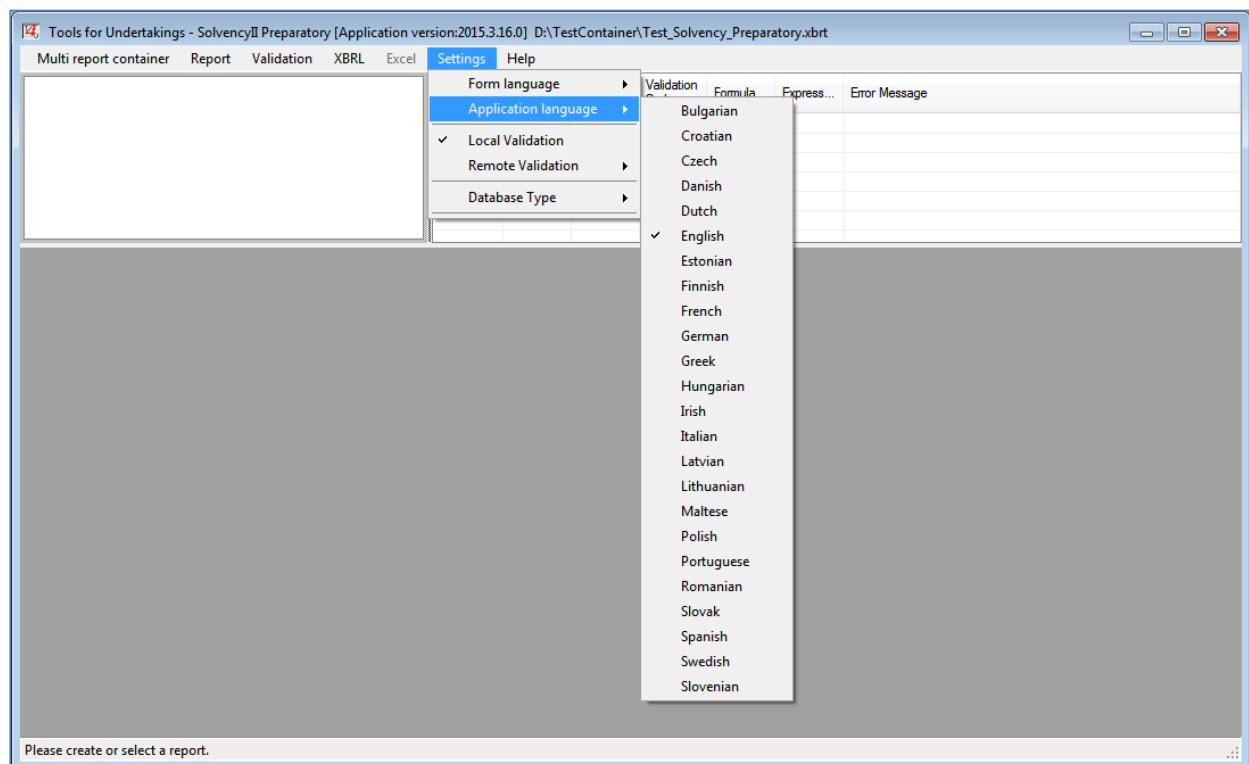 Tools for Undertakings - SolvencyII Preparatory [Application version:2015.3.16.0] D:\TestContainer\Test_Solvency_Preparatory.xbrt
Multi report container Report Validation XBRL Excel Settings Help
Form language
Application language
Local Validation
Remote Validation
Database Type
Validation
Formula Express... Error Message
Bulgarian
Croatian
Czech
Danish
Dutch
English
Estonian
Finnish
French
German
Greek
Hungarian
Irish
Italian
Latvian
Lithuanian
Maltese
Polish
Portuguese
Romanian
Slovak
Spanish
Swedish
Slovenian
Please create or select a report.